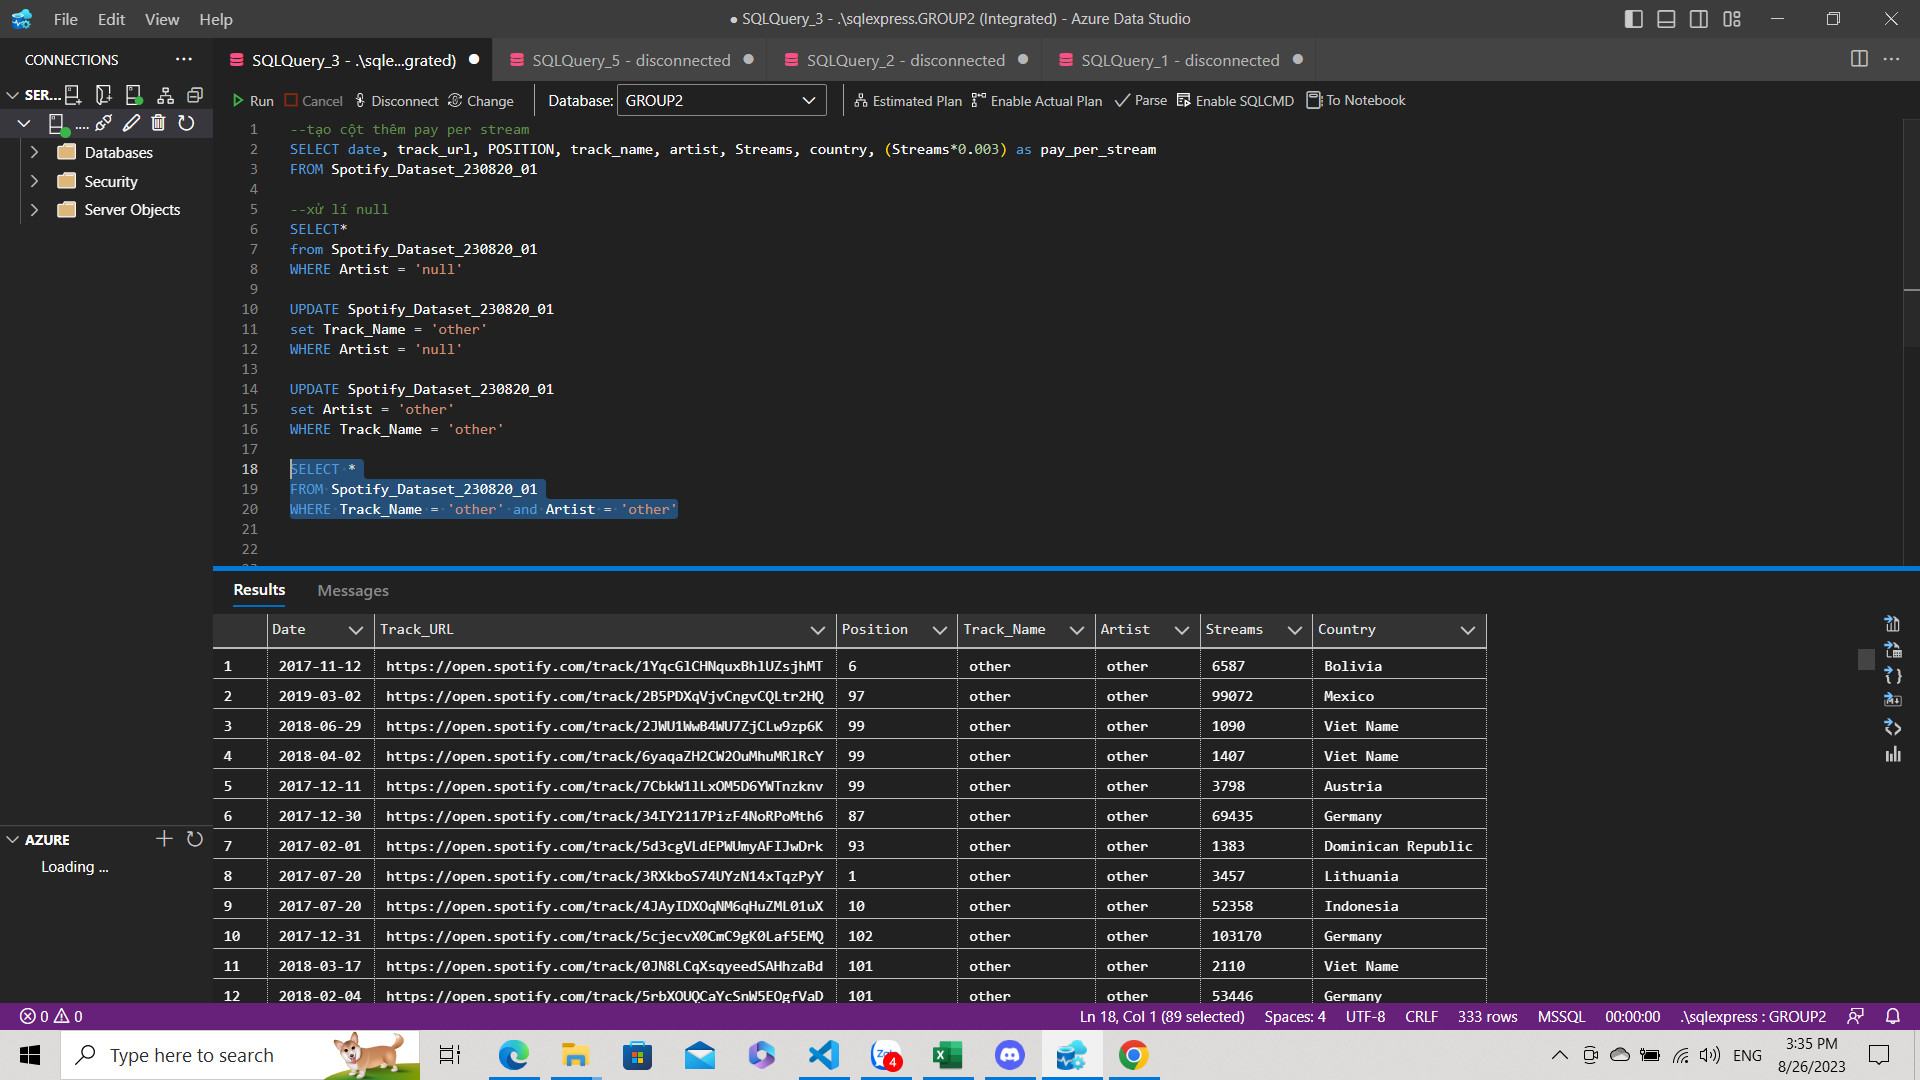 File Edit View Help
● SQLQuery_3 - .\sqlexpress.GROUP2 (Integrated) - Azure Data Studio
CONNECTIONS
SQLQuery_3 - .\sqle...grated)
SQLQuery_5 - disconnected
SQLQuery_2 - disconnected
SQLQuery_1 - disconnected
SER...
Run Cancel Disconnect Change Database: GROUP2 Estimated Plan Enable Actual Plan Parse Enable SQLCMD To Notebook
....
Databases
Security
Server Objects
1 --tạo cột thêm pay per stream
2 SELECT date, track_url, POSITION, track_name, artist, Streams, country, (Streams*0.003) as pay_per_stream
3 FROM Spotify_Dataset_230820_01
4
5 --xử lí null
6 SELECT*
7 from Spotify_Dataset_230820_01
8 WHERE Artist = 'null'
9
10 UPDATE Spotify_Dataset_230820_01
11 set Track_Name = 'other'
12 WHERE Artist = 'null'
13
14 UPDATE Spotify_Dataset_230820_01
15 set Artist = 'other'
16 WHERE Track_Name = 'other'
17
18 SELECT *
19 FROM Spotify_Dataset_230820_01
20 WHERE Track_Name = 'other' and Artist = 'other'
21
22
Results Messages
Date Track_URL Position Track_Name Artist Streams Country
1 2017-11-12 https://open.spotify.com/track/1YqcGlCHNquxBhlUZsjhMT 6 other other 6587 Bolivia
2 2019-03-02 https://open.spotify.com/track/2B5PDXqVjvCngvCQLtr2HQ 97 other other 99072 Mexico
3 2018-06-29 https://open.spotify.com/track/2JWU1WwB4WU7ZjCLw9zp6K 99 other other 1090 Viet Name
4 2018-04-02 https://open.spotify.com/track/6yaqaZH2CW2OuMhuMRlRcY 99 other other 1407 Viet Name
5 2017-12-11 https://open.spotify.com/track/7CbkW1lLxOM5D6YWTnzknv 99 other other 3798 Austria
6 2017-12-30 https://open.spotify.com/track/34IY2117PizF4NoRPoMth6 87 other other 69435 Germany
7 2017-02-01 https://open.spotify.com/track/5d3cgVLdEPWUmyAFIJwDrk 93 other other 1383 Dominican Republic
8 2017-07-20 https://open.spotify.com/track/3RXkboS74UYzN14xTqzPyY 1 other other 3457 Lithuania
9 2017-07-20 https://open.spotify.com/track/4JAyIDXOqNM6qHuZML01uX 10 other other 52358 Indonesia
10 2017-12-31 https://open.spotify.com/track/5cjecvX0CmC9gK0Laf5EMQ 102 other other 103170 Germany
11 2018-03-17 https://open.spotify.com/track/0JN8LCqXsqyeedSAHhzaBd 101 other other 2110 Viet Name
12 2018-02-04 https://open.spotify.com/track/5rbXOUQCaYcSnW5EOgfVaD 101 other other 53446 Germany
AZURE
Loading ...
0 0 Ln 18, Col 1 (89 selected) Spaces: 4 UTF-8 CRLF 333 rows MSSQL 00:00:00 .\sqlexpress : GROUP2
Type here to search
4
ENG
3:35 PM
8/26/2023